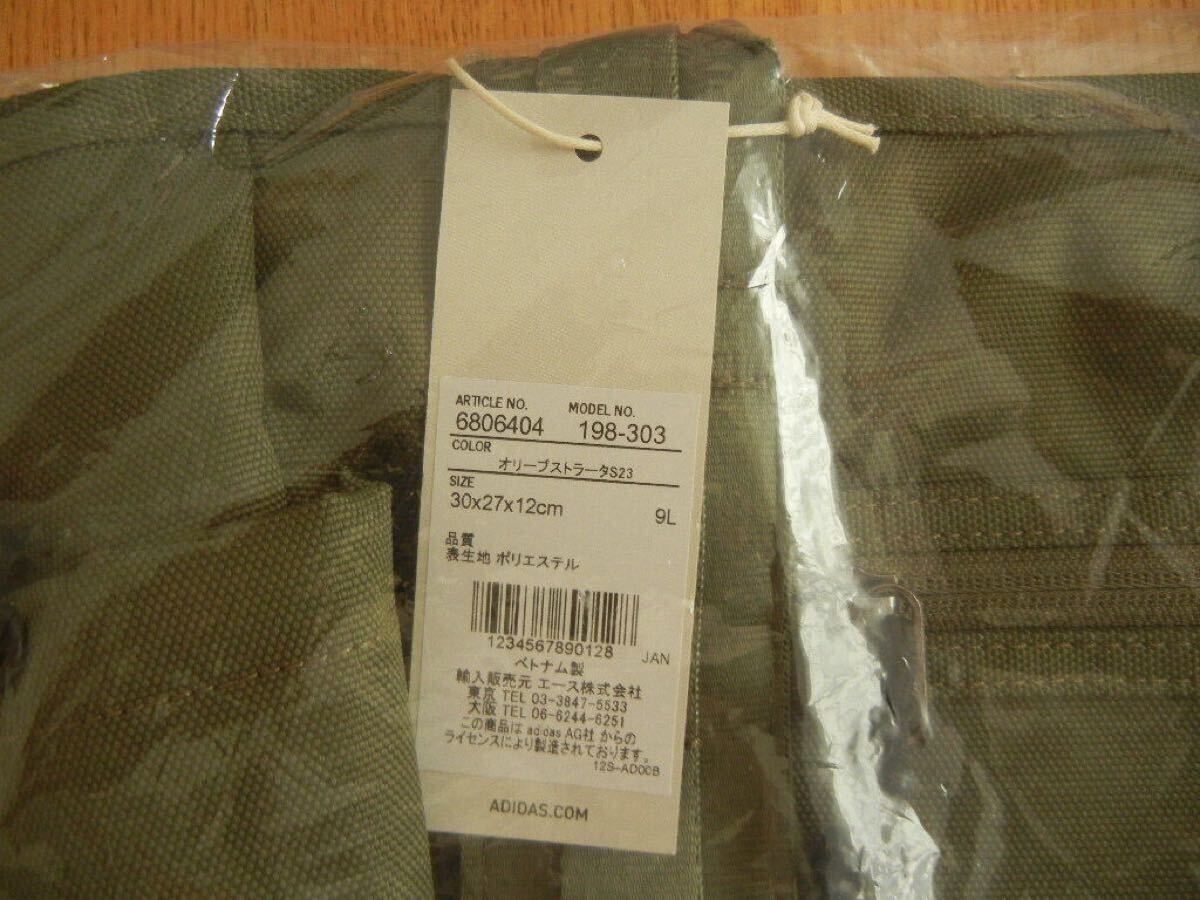 ARTICLE NO. MODEL NO.
6806404 198-303
COLOR
オリーブストラータS23
SIZE
30x27x12cm 9L
品質
表生地 ポリエステル
1234567890128 JAN
ベトナム製
輸入販売元 エース株式会社
東京 TEL 03-3847-5533
大阪 TEL 06-6244-6251
この商品は adidas AG社 からの
ライセンスにより製造されております。
12S-AD00B
ADIDAS.COM